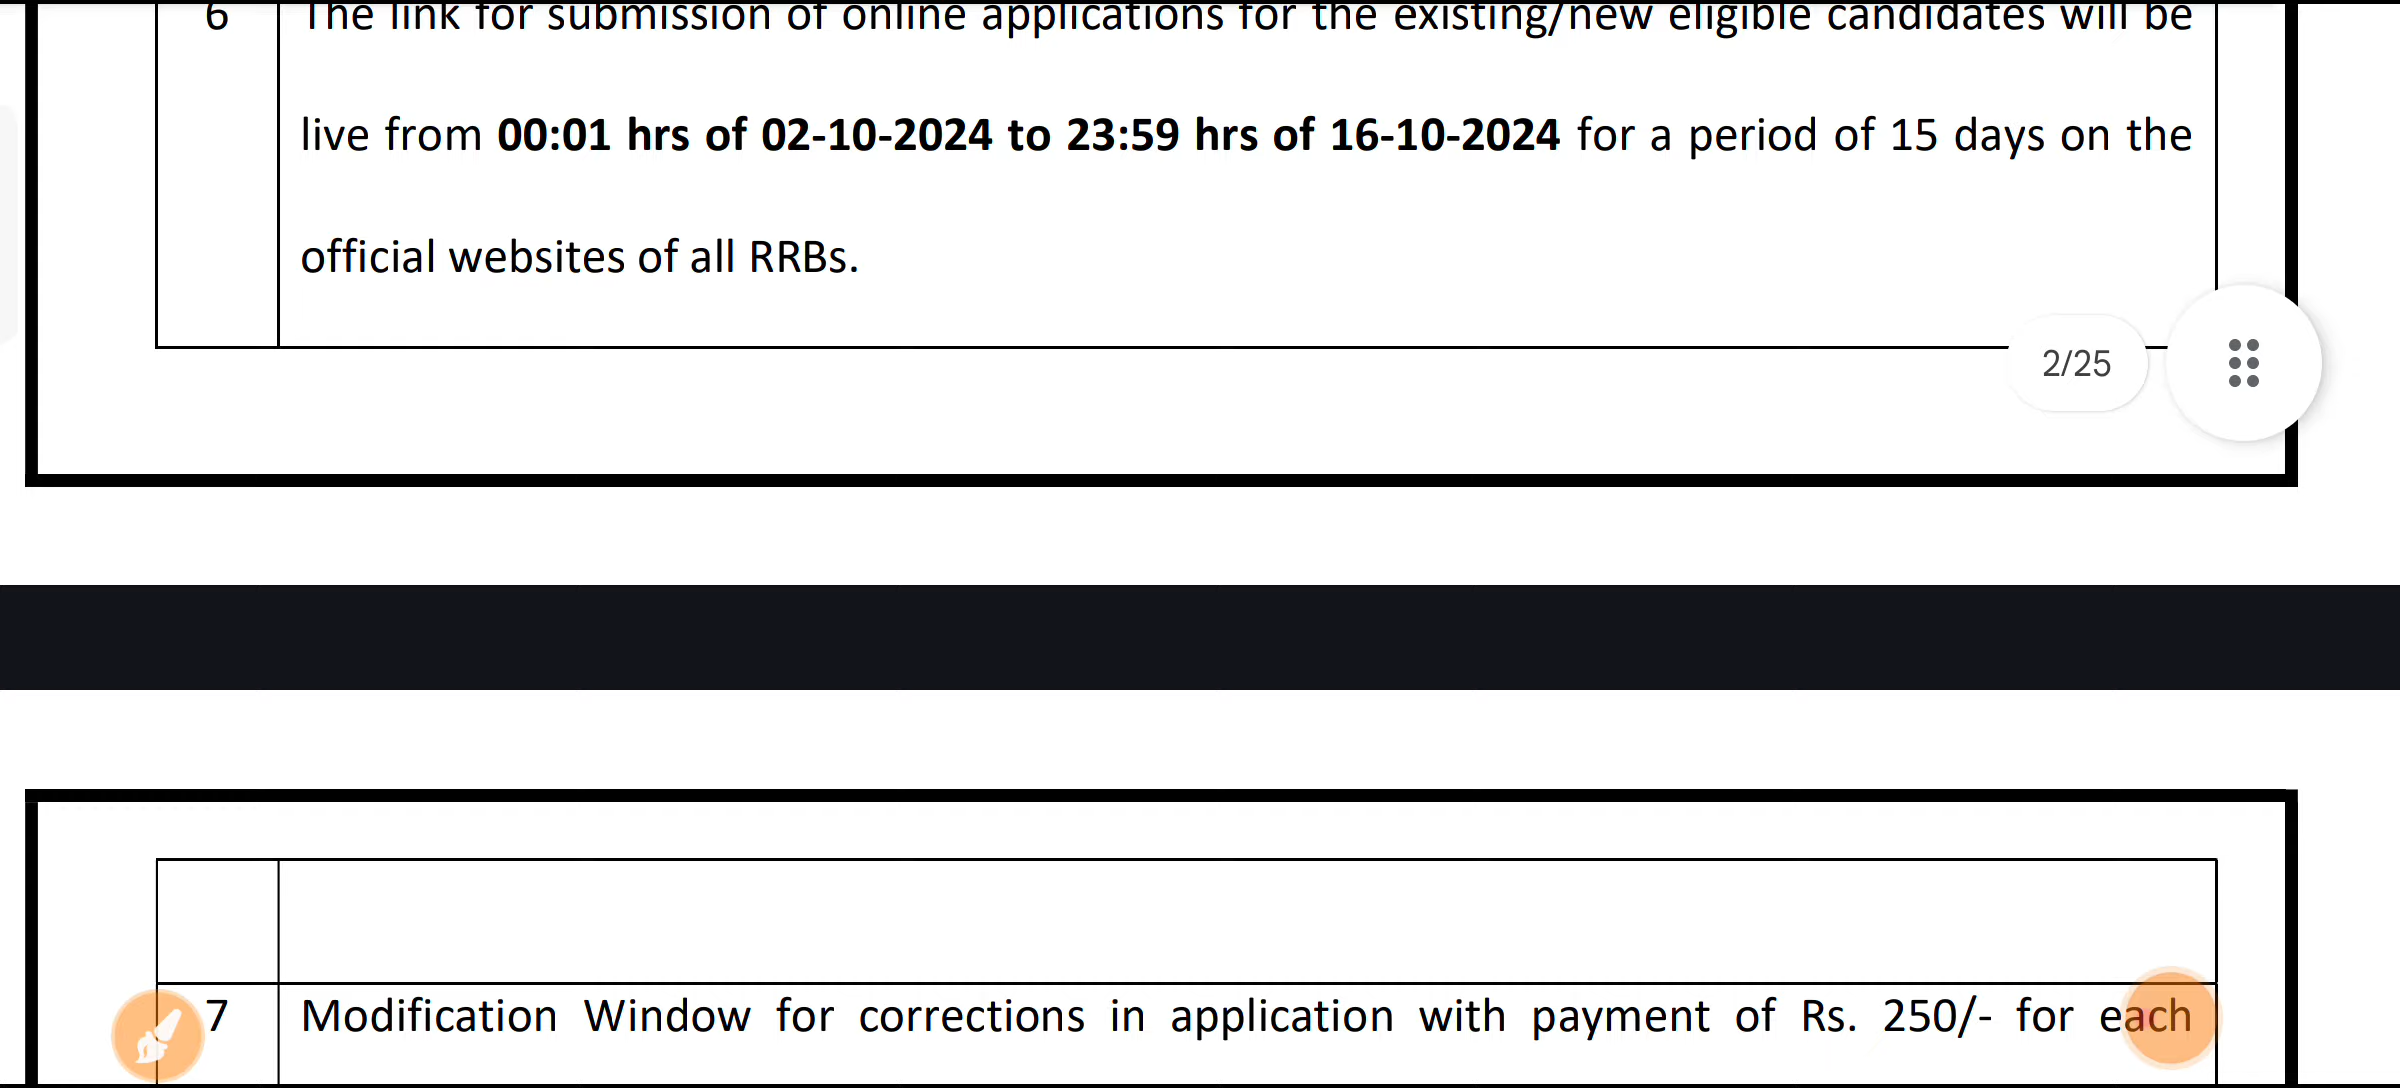 6 The link for submission of online applications for the existing/new eligible candidates will be
live from 00:01 hrs of 02-10-2024 to 23:59 hrs of 16-10-2024 for a period of 15 days on the
official websites of all RRBs.
2/25
7 Modification Window for corrections in application with payment of Rs. 250/- for each